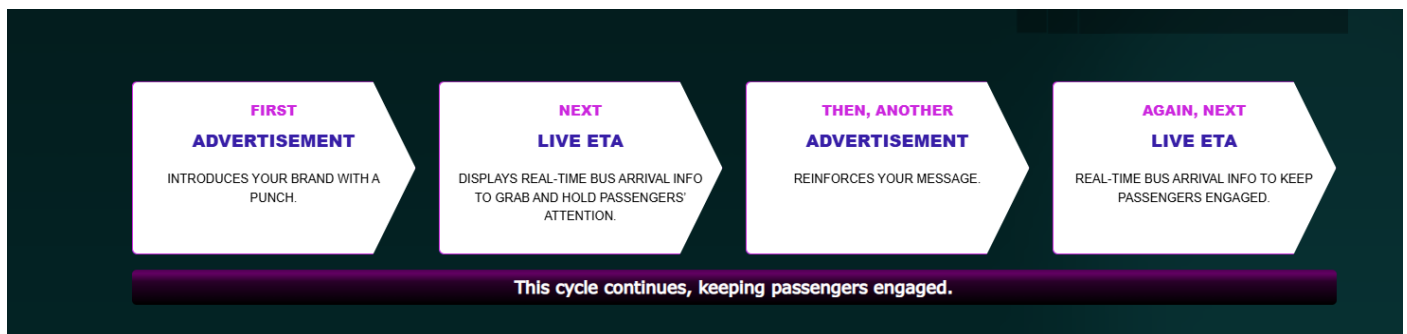 FIRST
ADVERTISEMENT
INTRODUCES YOUR BRAND WITH A
PUNCH.
NEXT
LIVE ETA
DISPLAYS REAL-TIME BUS ARRIVAL INFO
TO GRAB AND HOLD PASSENGERS'
ATTENTION.
THEN, ANOTHER
ADVERTISEMENT
REINFORCES YOUR MESSAGE.
AGAIN, NEXT
LIVE ETA
REAL-TIME BUS ARRIVAL INFO TO KEEP
PASSENGERS ENGAGED.
This cycle continues, keeping passengers engaged.